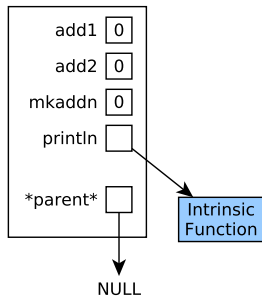 add1 0
add2 0
mkaddn 0
println
*parent*
Intrinsic
Function
NULL